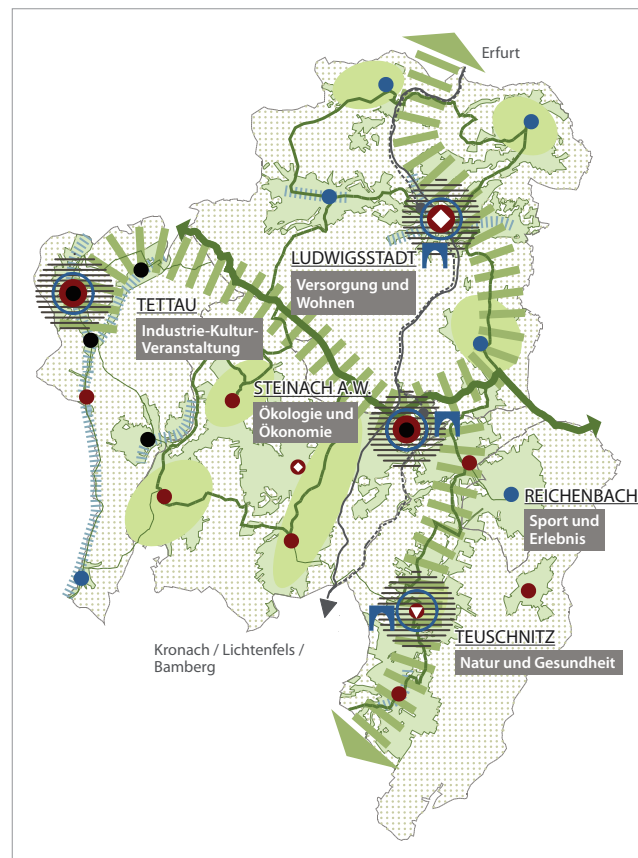 Erfurt
LUDWIGSSTADT
Versorgung und
Wohnen
TETTAU
Industrie-Kultur-
Veranstaltung
STEINACH A.W.
Ökologie und
Ökonomie
REICHENBACH
Sport und
Erlebnis
TEUSCHNITZ
Natur und Gesundheit
Kronach / Lichtenfels /
Bamberg